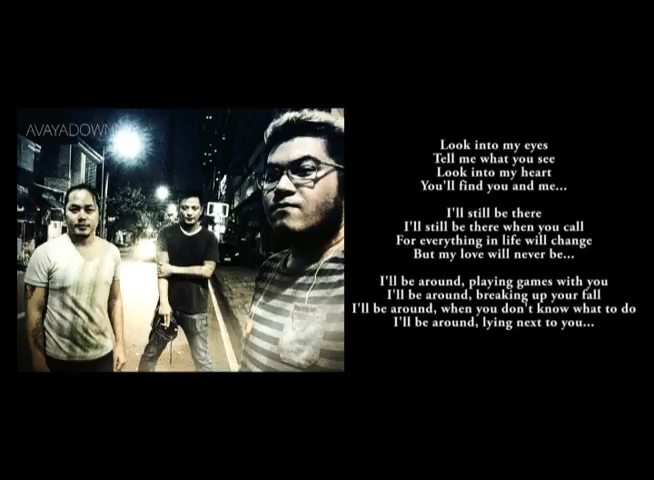 AVAYADOWN
Look into my eyes
Tell me what you see
Look into my heart
You'll find you and me...
I'll still be there
I'll still be there when you call
For everything in life will change
But my love will never be...
I'll be around, playing games with you
I'll be around, breaking up your fall
I'll be around, when you don't know what to do
I'll be around, lying next to you...